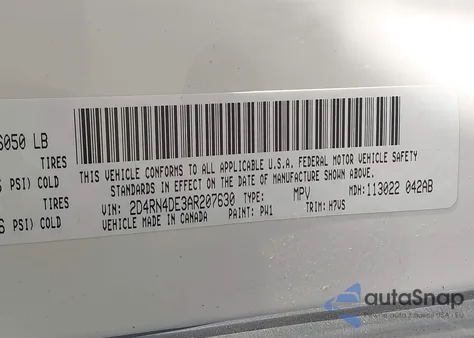 6050 LB
TIRES
PSI) COLD
TIRES
PSI) COLD
THIS VEHICLE CONFORMS TO ALL APPLICABLE U.S.A. FEDERAL MOTOR VEHICLE SAFETY
STANDARDS IN EFFECT ON THE DATE OF MANUFACTURE SHOWN ABOVE.
VIN: 2D4RN4DE3AR207630 TYPE: MPV MDH: 113022 042AB
VEHICLE MADE IN CANADA PAINT: PW1 TRIM: H7VS
autoSnap